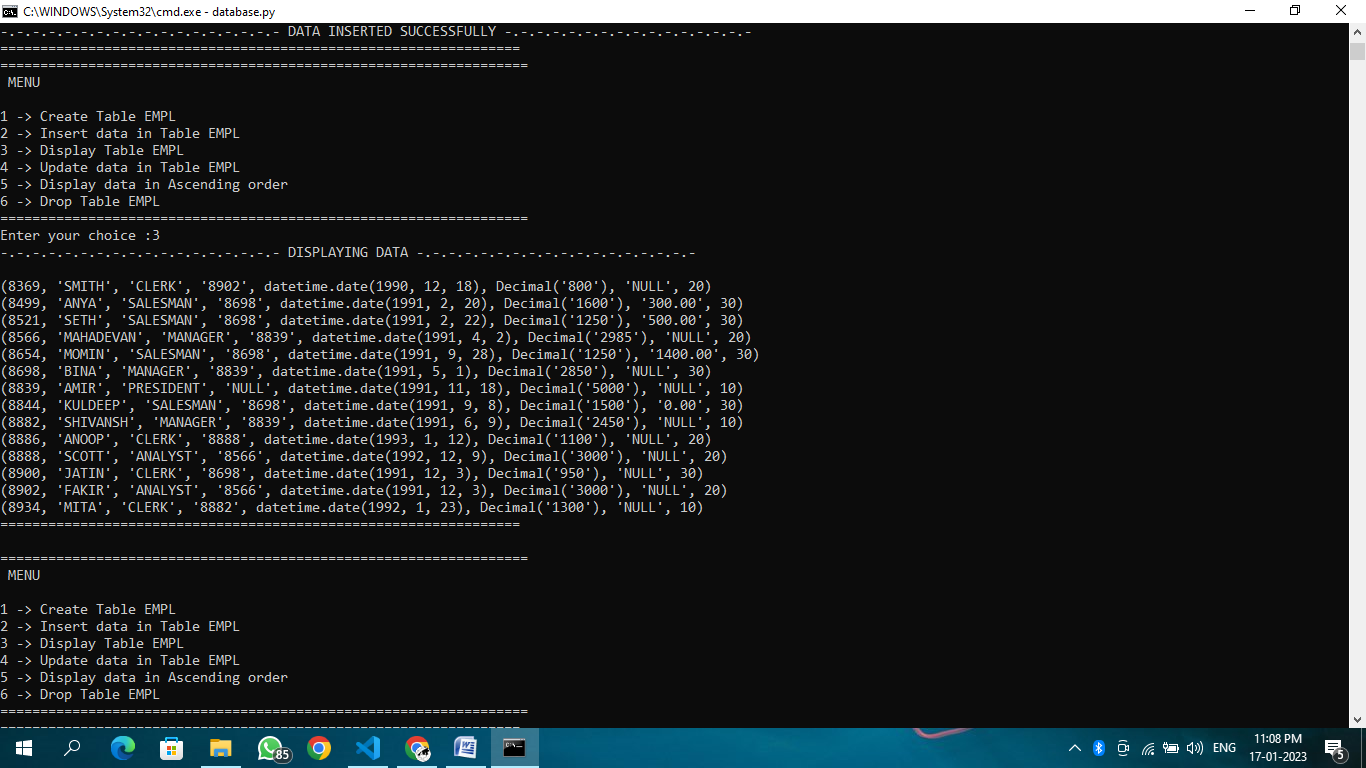 C:\WINDOWS\System32\cmd.exe - database.py
-.-.-.-.-.-.-.-.-.-.-.-.-.-.-.-.-.- DATA INSERTED SUCCESSFULLY -.-.-.-.-.-.-.-.-.-.-.-.-.-.-.-
=================================================================
==================================================================
MENU
1 -> Create Table EMPL
2 -> Insert data in Table EMPL
3 -> Display Table EMPL
4 -> Update data in Table EMPL
5 -> Display data in Ascending order
6 -> Drop Table EMPL
==================================================================
Enter your choice :3
-.-.-.-.-.-.-.-.-.-.-.-.-.-.-.-.-.- DISPLAYING DATA -.-.-.-.-.-.-.-.-.-.-.-.-.-.-.-.-.-
(8369, 'SMITH', 'CLERK', '8902', datetime.date(1990, 12, 18), Decimal('800'), 'NULL', 20)
(8499, 'ANYA', 'SALESMAN', '8698', datetime.date(1991, 2, 20), Decimal('1600'), '300.00', 30)
(8521, 'SETH', 'SALESMAN', '8698', datetime.date(1991, 2, 22), Decimal('1250'), '500.00', 30)
(8566, 'MAHADEVAN', 'MANAGER', '8839', datetime.date(1991, 4, 2), Decimal('2985'), 'NULL', 20)
(8654, 'MOMIN', 'SALESMAN', '8698', datetime.date(1991, 9, 28), Decimal('1250'), '1400.00', 30)
(8698, 'BINA', 'MANAGER', '8839', datetime.date(1991, 5, 1), Decimal('2850'), 'NULL', 30)
(8839, 'AMIR', 'PRESIDENT', 'NULL', datetime.date(1991, 11, 18), Decimal('5000'), 'NULL', 10)
(8844, 'KULDEEP', 'SALESMAN', '8698', datetime.date(1991, 9, 8), Decimal('1500'), '0.00', 30)
(8882, 'SHIVANSH', 'MANAGER', '8839', datetime.date(1991, 6, 9), Decimal('2450'), 'NULL', 10)
(8886, 'ANOOP', 'CLERK', '8888', datetime.date(1993, 1, 12), Decimal('1100'), 'NULL', 20)
(8888, 'SCOTT', 'ANALYST', '8566', datetime.date(1992, 12, 9), Decimal('3000'), 'NULL', 20)
(8900, 'JATIN', 'CLERK', '8698', datetime.date(1991, 12, 3), Decimal('950'), 'NULL', 30)
(8902, 'FAKIR', 'ANALYST', '8566', datetime.date(1991, 12, 3), Decimal('3000'), 'NULL', 20)
(8934, 'MITA', 'CLERK', '8882', datetime.date(1992, 1, 23), Decimal('1300'), 'NULL', 10)
=================================================================
==================================================================
MENU
1 -> Create Table EMPL
2 -> Insert data in Table EMPL
3 -> Display Table EMPL
4 -> Update data in Table EMPL
5 -> Display data in Ascending order
6 -> Drop Table EMPL
==================================================================
=================================================================
85
ENG
11:08 PM
17-01-2023
5